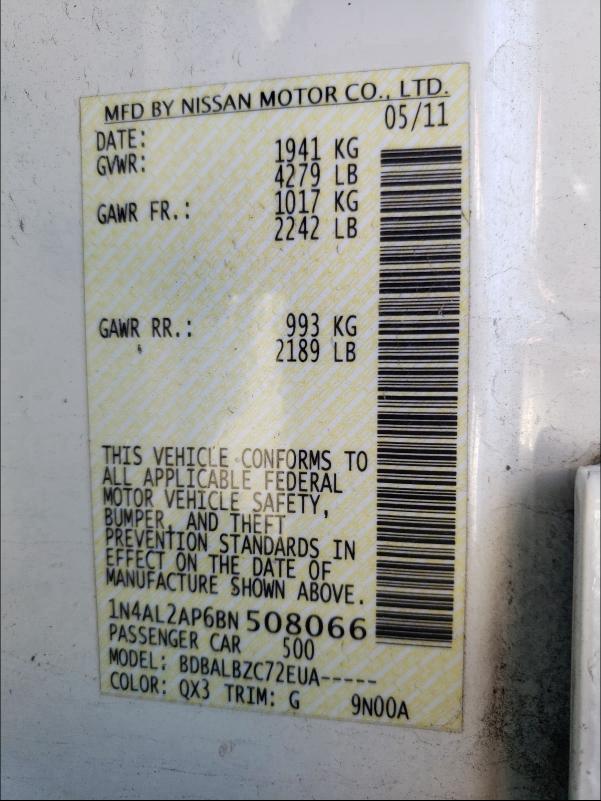 MFD BY NISSAN MOTOR CO., LTD.
DATE: 05/11
GVWR: 1941 KG
4279 LB
GAWR FR.: 1017 KG
2242 LB
GAWR RR.: 993 KG
2189 LB
THIS VEHICLE CONFORMS TO
ALL APPLICABLE FEDERAL
MOTOR VEHICLE SAFETY,
BUMPER, AND THEFT
PREVENTION STANDARDS IN
EFFECT ON THE DATE OF
MANUFACTURE SHOWN ABOVE.
1N4AL2AP6BN 508066
PASSENGER CAR 500
MODEL: BDBALBZC72EUA-----
COLOR: QX3 TRIM: G 9N00A